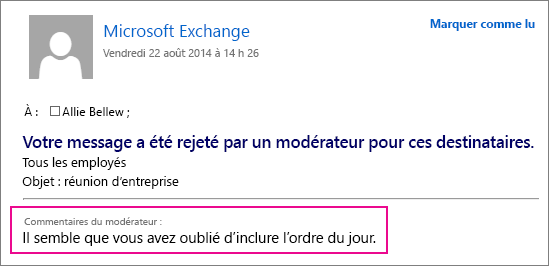 Microsoft Exchange
Marquer comme lu
Vendredi 22 août 2014 à 14 h 26
À : Allie Bellew ;
Votre message a été rejeté par un modérateur pour ces destinataires.
Tous les employés
Objet : réunion d'entreprise
Commentaires du modérateur :
Il semble que vous avez oublié d'inclure l'ordre du jour.